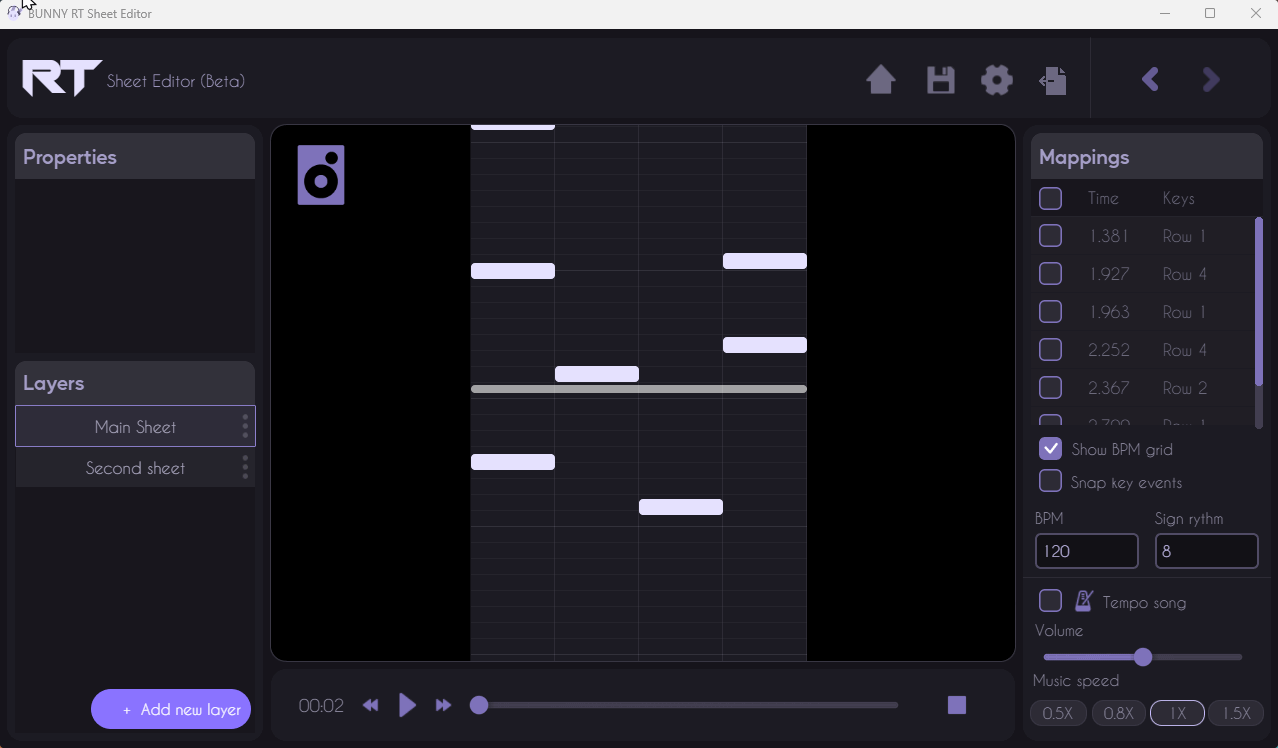 BUNNY RT Sheet Editor
RT Sheet Editor (Beta)
Properties
Layers
Main Sheet
Second sheet
+ Add new layer
00:02
Mappings
Time Keys
1.381 Row 1
1.927 Row 4
1.963 Row 1
2.252 Row 4
2.367 Row 2
Show BPM grid
Snap key events
BPM Sign rythm
120 8
Tempo song
Volume
Music speed
0.5X 0.8X 1X 1.5X